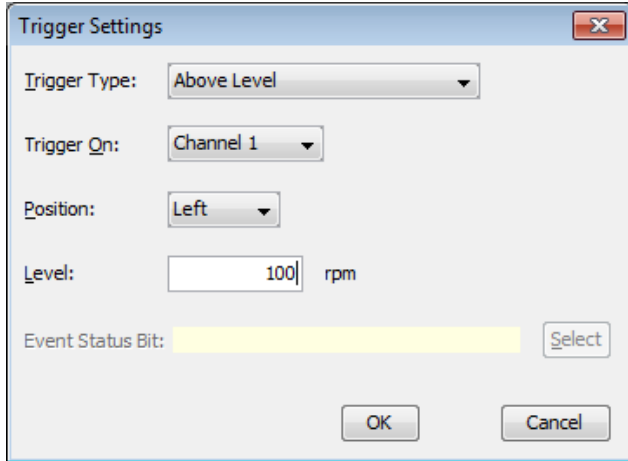 Trigger Settings
Trigger Type: Above Level
Trigger On: Channel 1
Position: Left
Level: 100 rpm
Event Status Bit: Select
OK Cancel